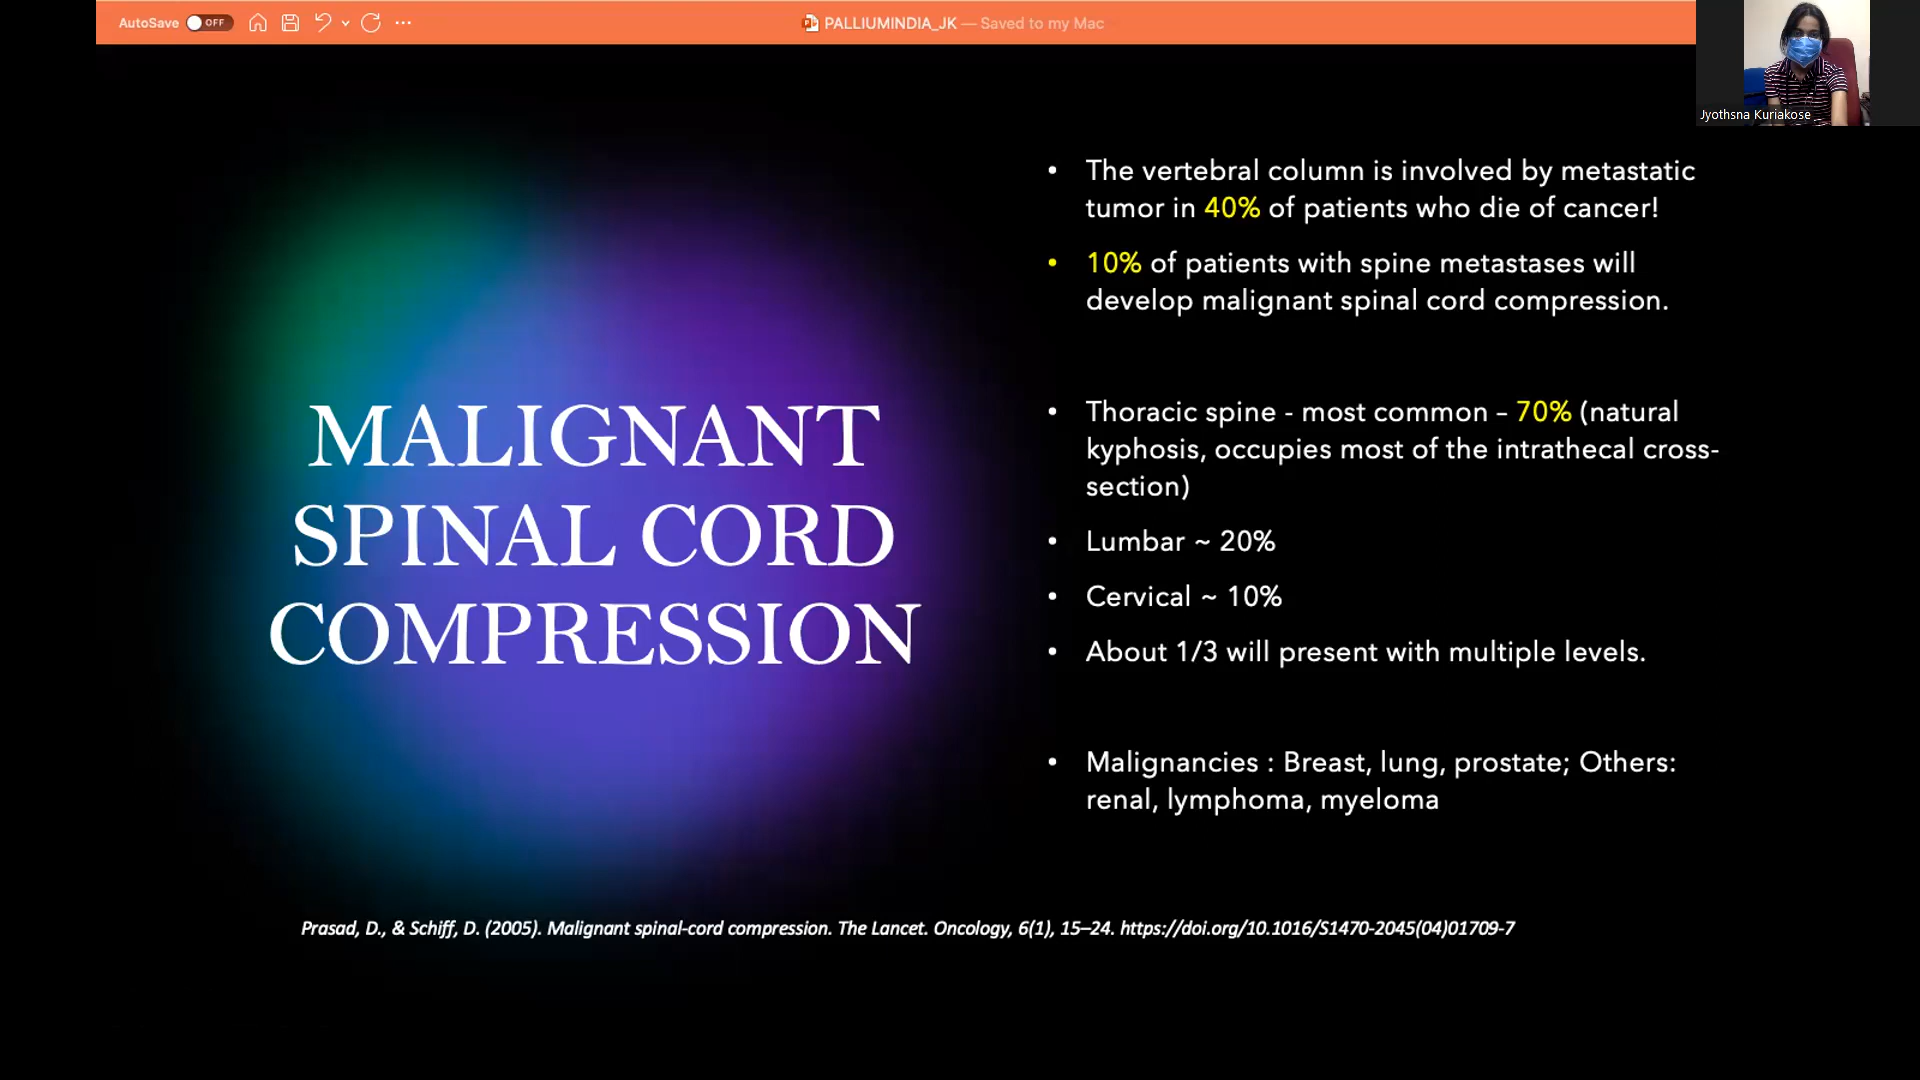 AutoSave OFF
PALLIUMINDIA_JK — Saved to my Mac
Jyothsna Kuriakose
MALIGNANT
SPINAL CORD
COMPRESSION
• The vertebral column is involved by metastatic
tumor in 40% of patients who die of cancer!
• 10% of patients with spine metastases will
develop malignant spinal cord compression.
• Thoracic spine - most common – 70% (natural
kyphosis, occupies most of the intrathecal cross-
section)
• Lumbar ~ 20%
• Cervical ~ 10%
• About 1/3 will present with multiple levels.
• Malignancies : Breast, lung, prostate; Others:
renal, lymphoma, myeloma
Prasad, D., & Schiff, D. (2005). Malignant spinal-cord compression. The Lancet. Oncology, 6(1), 15–24. https://doi.org/10.1016/S1470-2045(04)01709-7